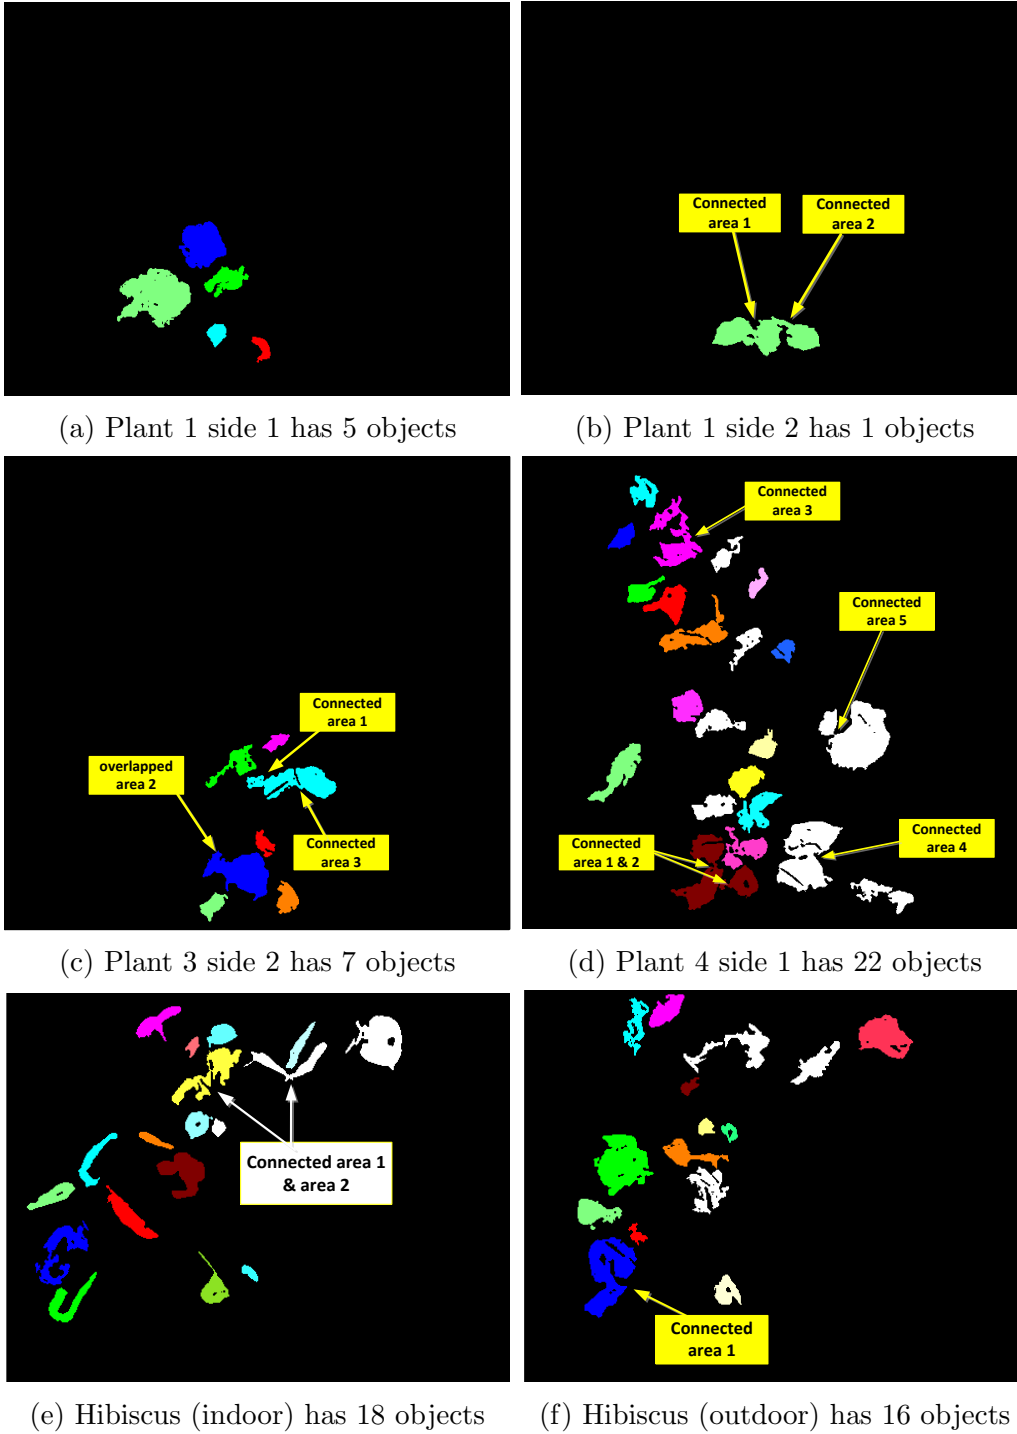 Connected
area 1
Connected
area 2
(a) Plant 1 side 1 has 5 objects
(b) Plant 1 side 2 has 1 objects
Connected
area 1
overlapped
area 2
Connected
area 3
Connected
area 3
Connected
area 5
Connected
area 1 & 2
Connected
area 4
(c) Plant 3 side 2 has 7 objects
(d) Plant 4 side 1 has 22 objects
Connected area 1
& area 2
Connected
area 1
(e) Hibiscus (indoor) has 18 objects
(f) Hibiscus (outdoor) has 16 objects